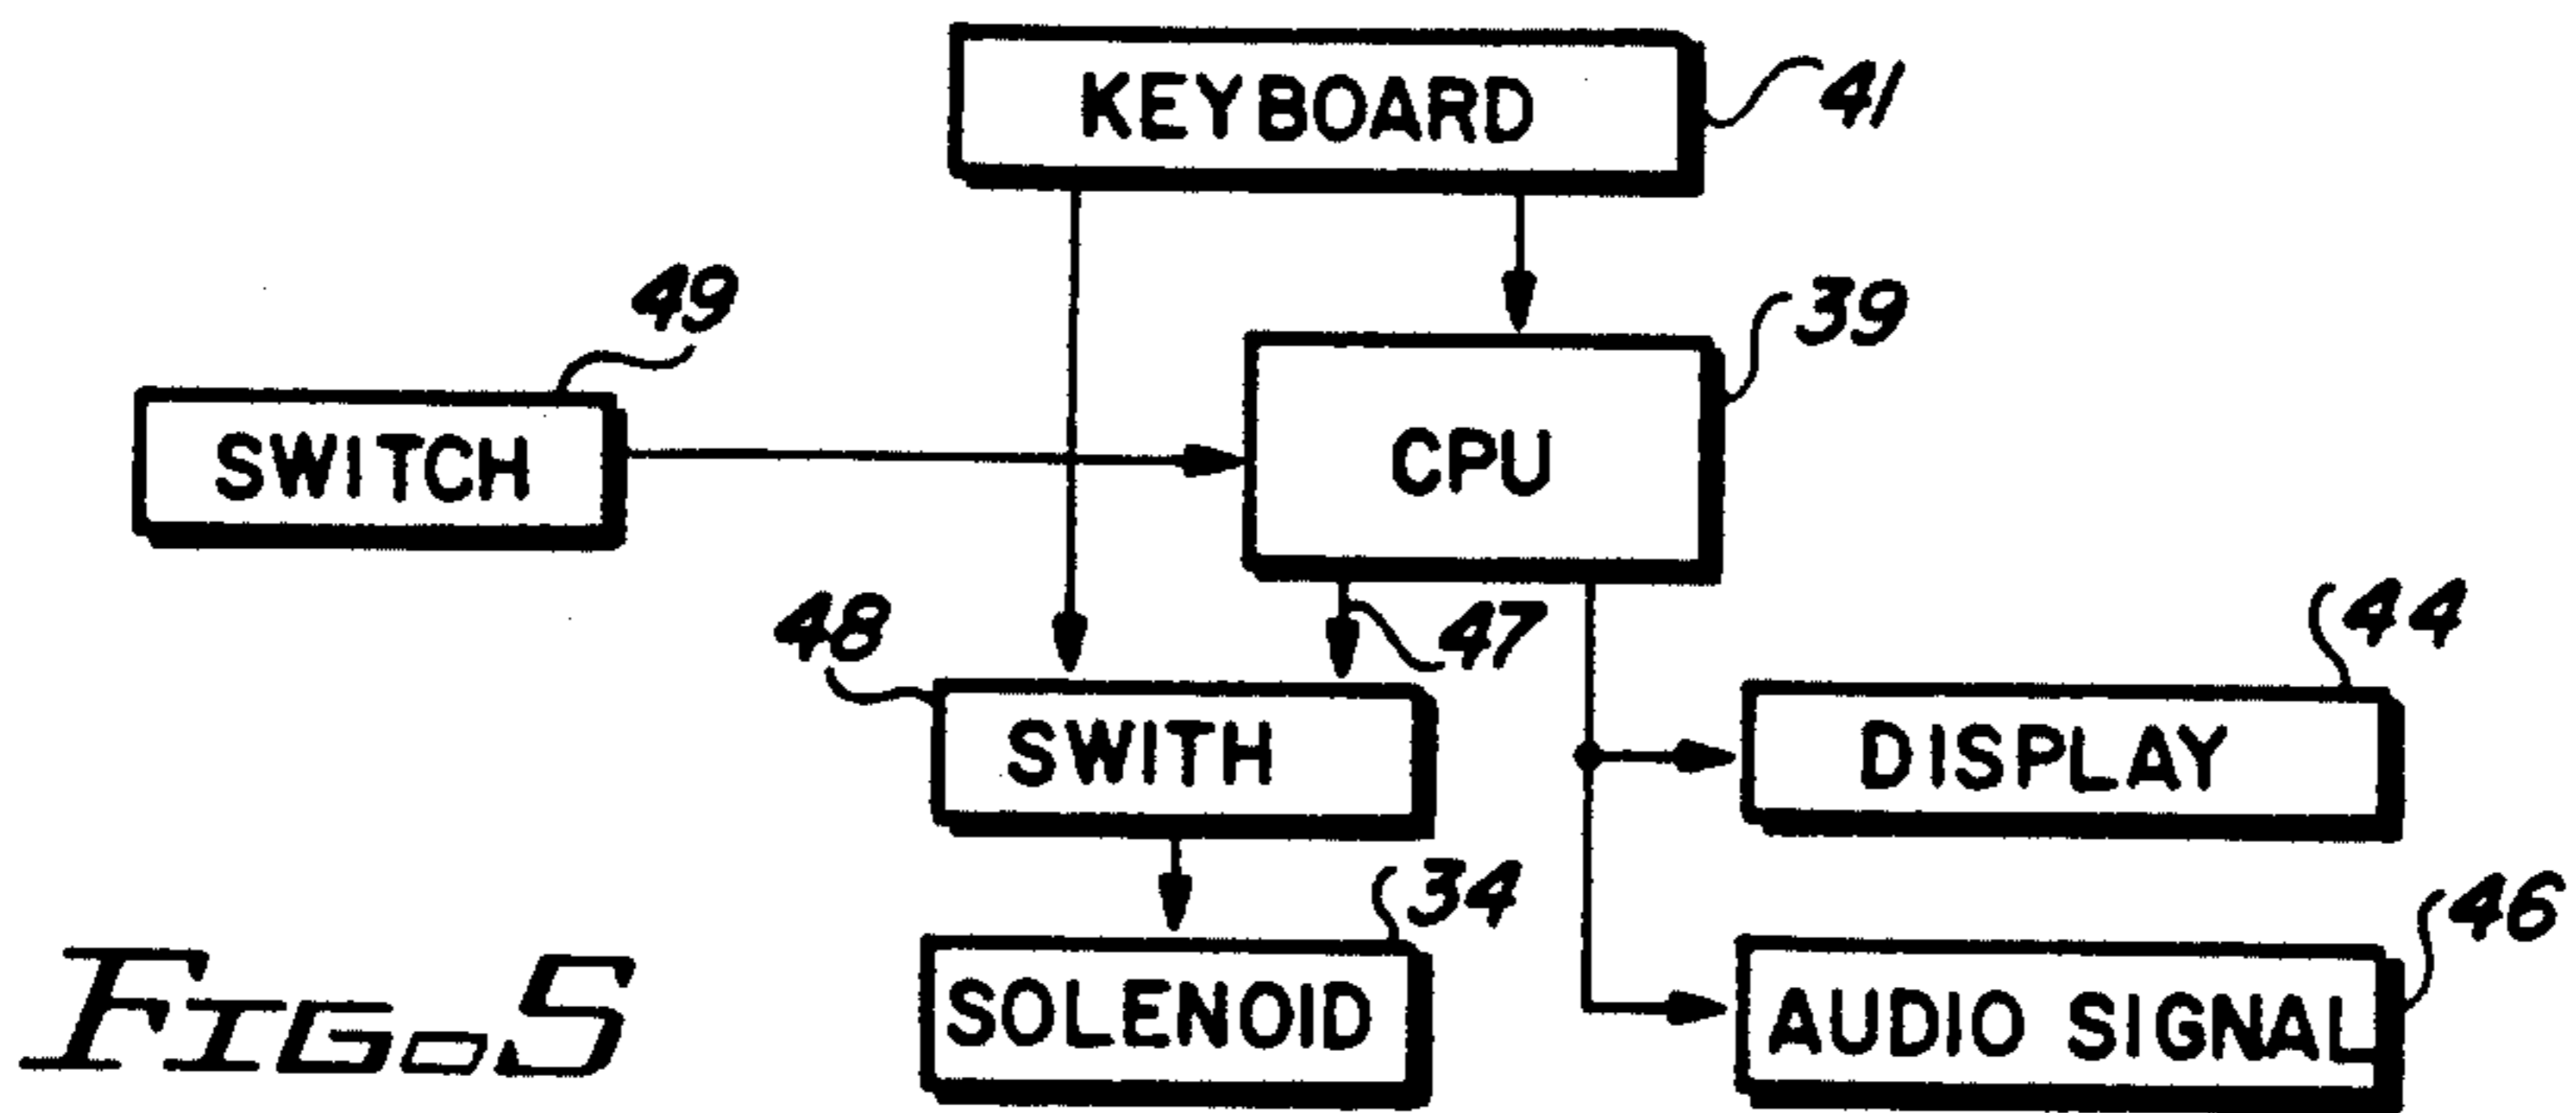 KEYBOARD
41
49
39
SWITCH
CPU
48
47
44
SWITH
DISPLAY
34
46
SOLENOID
AUDIO SIGNAL
FIG. 5